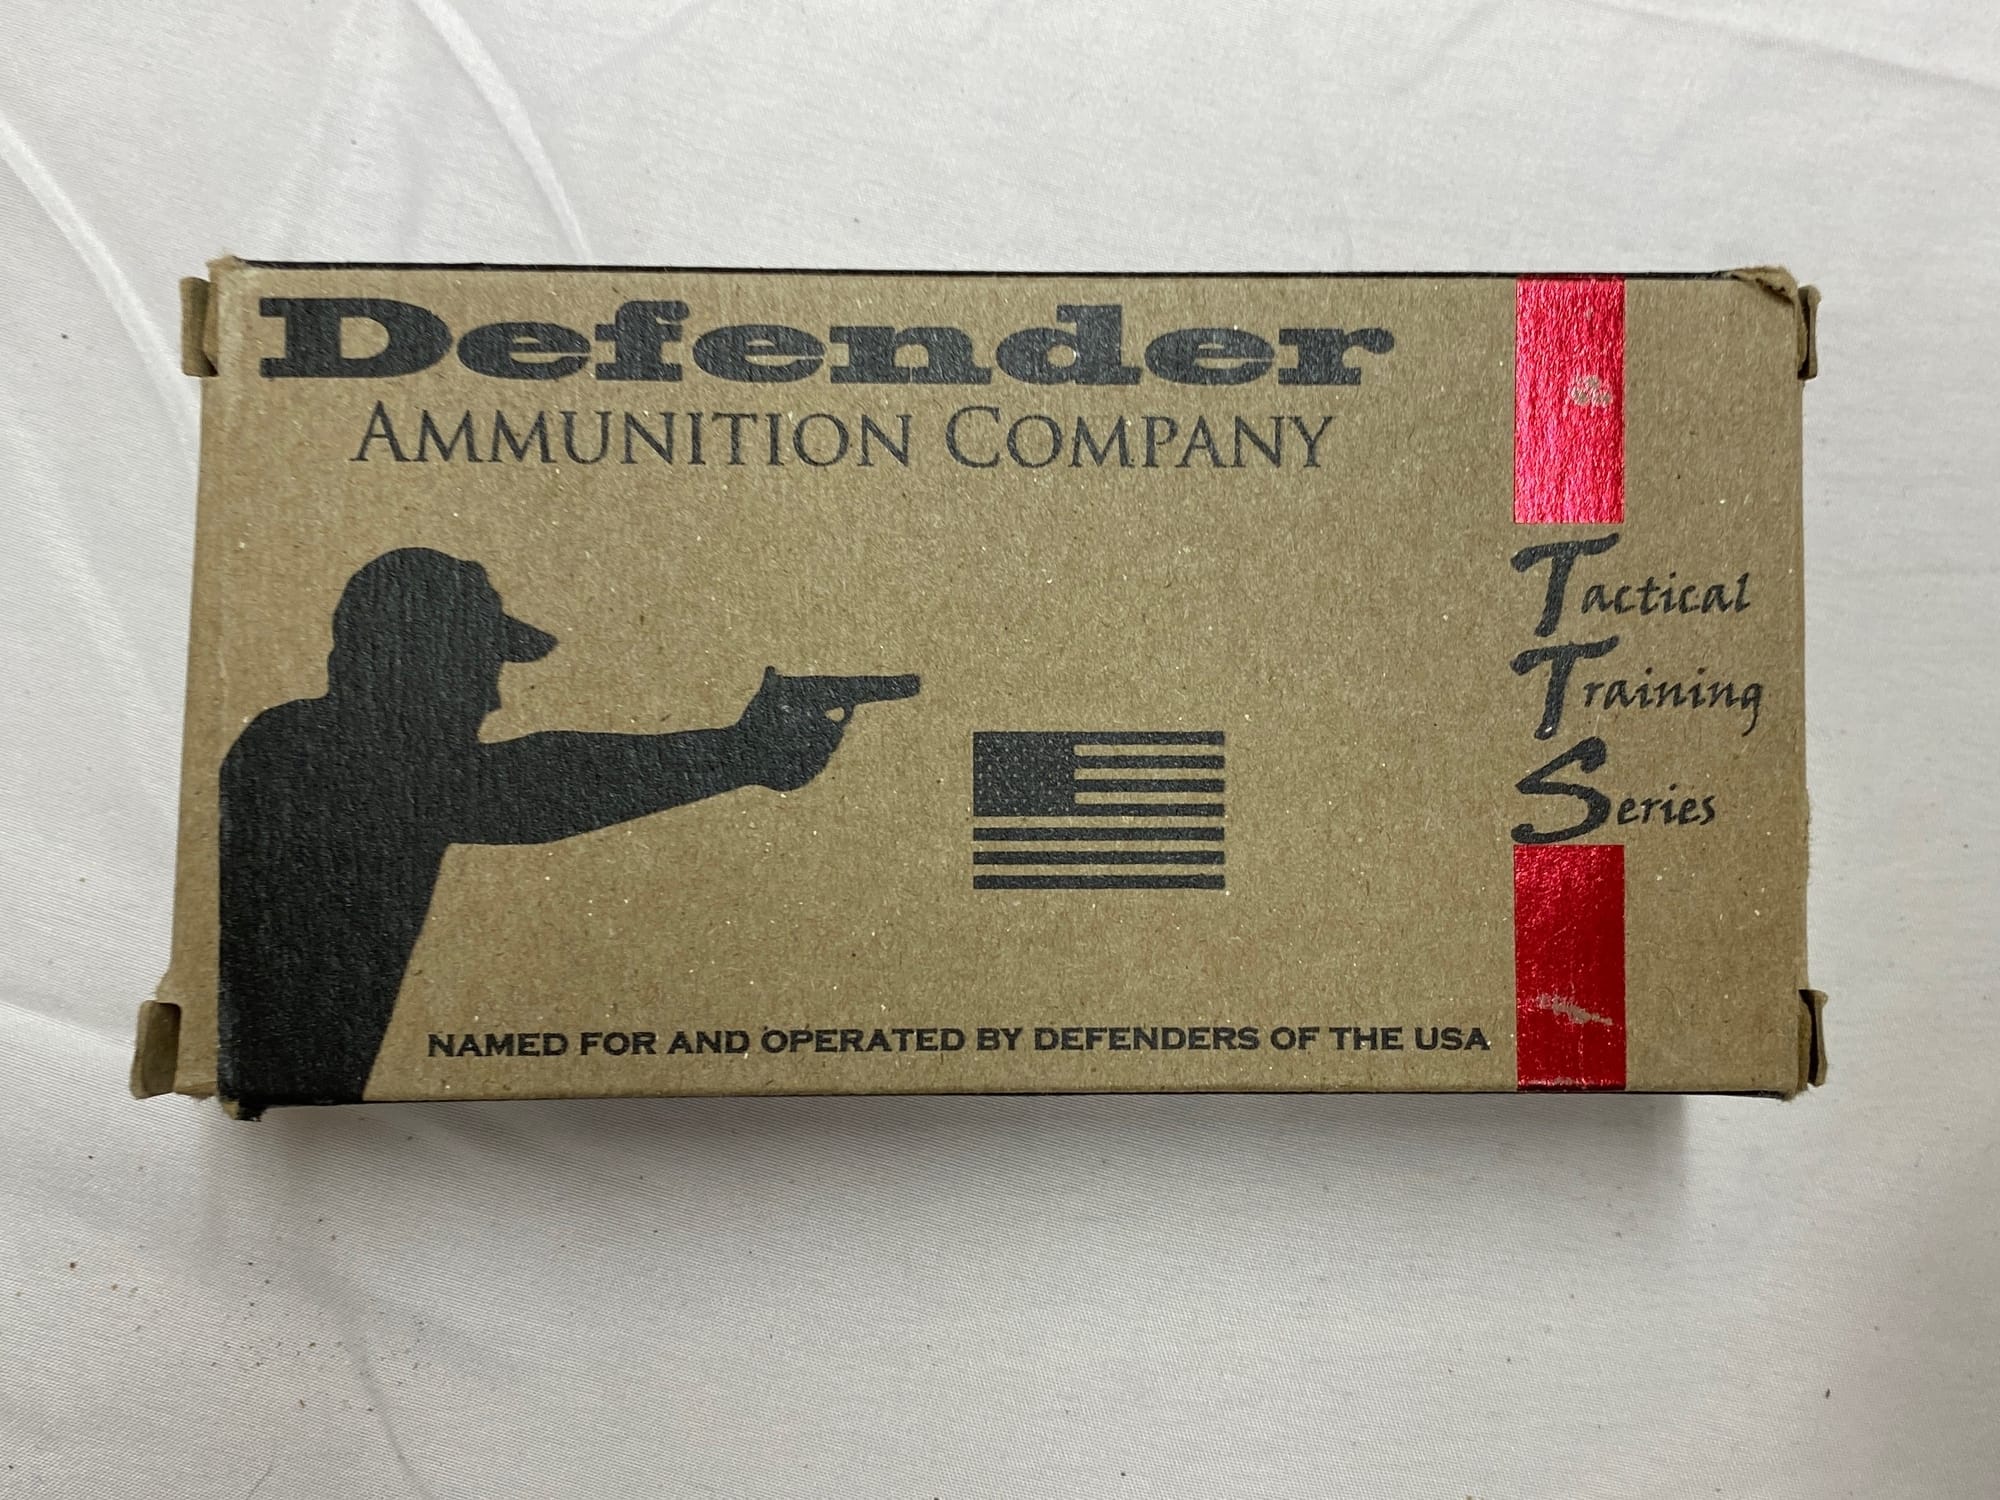 Defender
AMMUNITION COMPANY
Tactical
Training
Series
NAMED FOR AND OPERATED BY DEFENDERS OF THE USA